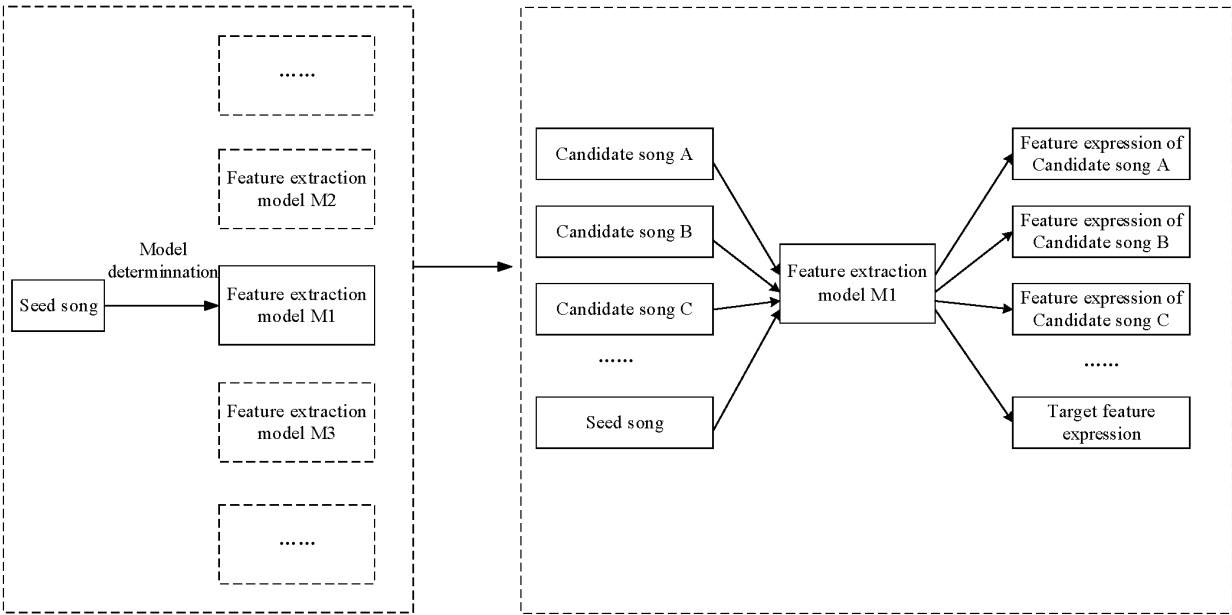 ......
Feature extraction
model M2
Model
determinnation
Seed song
Feature extraction
model M1
Feature extraction
model M3
......
Candidate song A
Candidate song B
Candidate song C
......
Seed song
Feature extraction
model M1
Feature expression of
Candidate song A
Feature expression of
Candidate song B
Feature expression of
Candidate song C
......
Target feature
expression